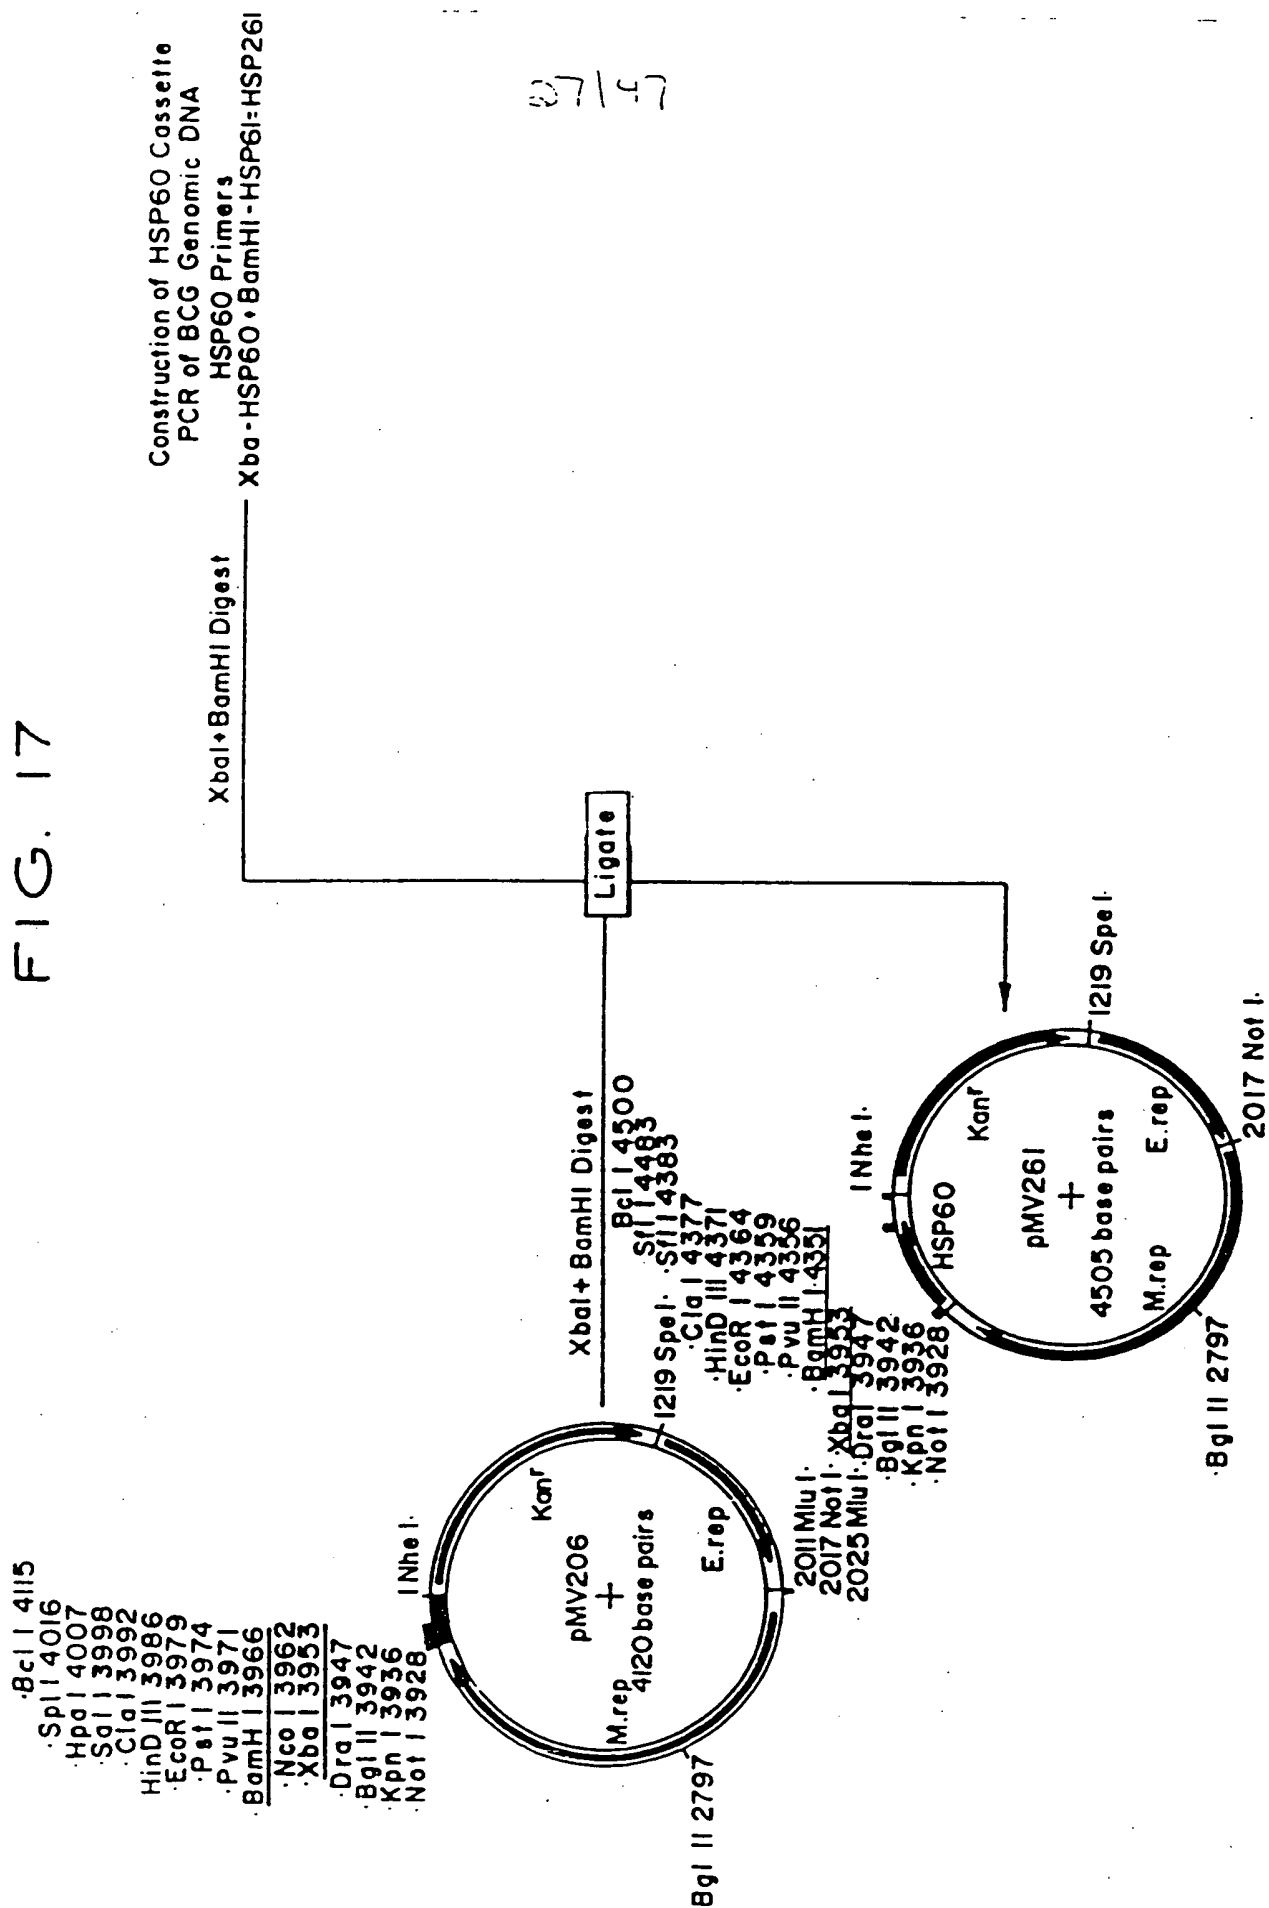 FIG. 17
27/47
Construction of HSP60 Cassette
PCR of BCG Genomic DNA
HSP60 Primers
Xba-HSP60+BamHI-HSP61=HSP261
XbaI+BamHI Digest
Ligate
XbaI+BamHI Digest
·Bcl I 4115
·Spl I 4016
·Hpa I 4007
·Sal I 3998
·Cla I 3992
HinD III 3986
·EcoR I 3979
·Pst I 3974
·Pvu II 3971
·BamH I 3966
·Nco I 3962
·Xba I 3953
·Dra I 3947
·Bgl II 3942
·Kpn I 3936
·Not I 3928
1 Nhe I·
Kanʳ
pMV206
+
4120 base pairs
M.rep
E.rep
1219 Spe I·
2011 Mlu I·
2017 Not I·
2025 Mlu I·
Bgl II 2797
Bcl I 4500
Sfi I 4483
·Sfi I 4383
·Cla I 4377
·HinD III 4371
·EcoR I 4364
·Pst I 4359
·Pvu II 4356
·BamH I 4351
·Xba I 3953
·Dra I 3947
·Bgl II 3942
·Kpn I 3936
·Not I 3928
1 Nhe I·
HSP60
Kanʳ
pMV261
+
4505 base pairs
M.rep
E.rep
1219 Spe I·
2017 Not I·
·Bgl II 2797